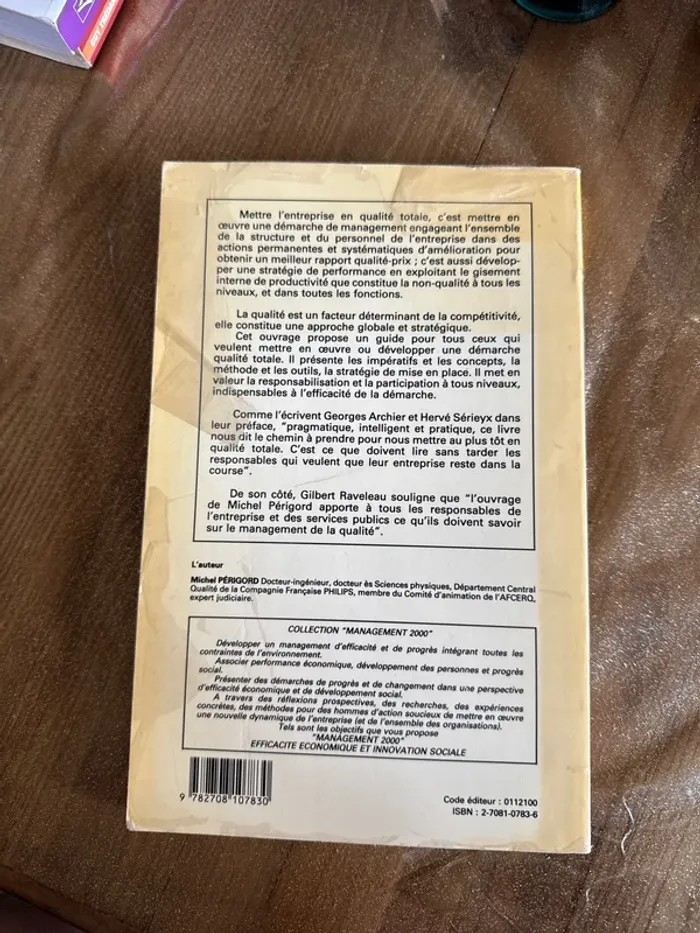 Mettre l'entreprise en qualité totale, c'est mettre en
œuvre une démarche de management engageant l'ensemble
de la structure et du personnel de l'entreprise dans des
actions permanentes et systématiques d'amélioration pour
obtenir un meilleur rapport qualité-prix ; c'est aussi dévelop-
per une stratégie de performance en exploitant le gisement
interne de productivité que constitue la non-qualité à tous les
niveaux, et dans toutes les fonctions.
La qualité est un facteur déterminant de la compétitivité,
elle constitue une approche globale et stratégique.
Cet ouvrage propose un guide pour tous ceux qui
veulent mettre en œuvre ou développer une démarche
qualité totale. Il présente les impératifs et les concepts, la
méthode et les outils, la stratégie de mise en place. Il met en
valeur la responsabilisation et la participation à tous niveaux,
indispensables à l'efficacité de la démarche.
Comme l'écrivent Georges Archier et Hervé Sérieyx dans
leur préface, "pragmatique, intelligent et pratique, ce livre
nous dit le chemin à prendre pour nous mettre au plus tôt en
qualité totale. C'est ce que doivent lire sans tarder les
responsables qui veulent que leur entreprise reste dans la
course".
De son côté, Gilbert Raveleau souligne que "l'ouvrage
de Michel Périgord apporte à tous les responsables de
l'entreprise et des services publics ce qu'ils doivent savoir
sur le management de la qualité".
L'auteur
Michel PÉRIGORD Docteur-ingénieur, docteur ès Sciences physiques, Département Central
Qualité de la Compagnie Française PHILIPS, membre du Comité d'animation de l'AFCERQ,
expert judiciaire.
COLLECTION "MANAGEMENT 2000"
Développer un management d'efficacité et de progrès intégrant toutes les
contraintes de l'environnement.
Associer performance économique, développement des personnes et progrès
social.
Présenter des démarches de progrès et de changement dans une perspective
d'efficacité économique et de développement social.
A travers des réflexions prospectives, des recherches, des expériences
concrètes, des méthodes pour des hommes d'action soucieux de mettre en œuvre
une nouvelle dynamique de l'entreprise (et de l'ensemble des organisations).
Tels sont les objectifs que vous propose
"MANAGEMENT 2000"
EFFICACITE ECONOMIQUE ET INNOVATION SOCIALE
9 782708 107830
Code éditeur : 0112100
ISBN : 2-7081-0783-6